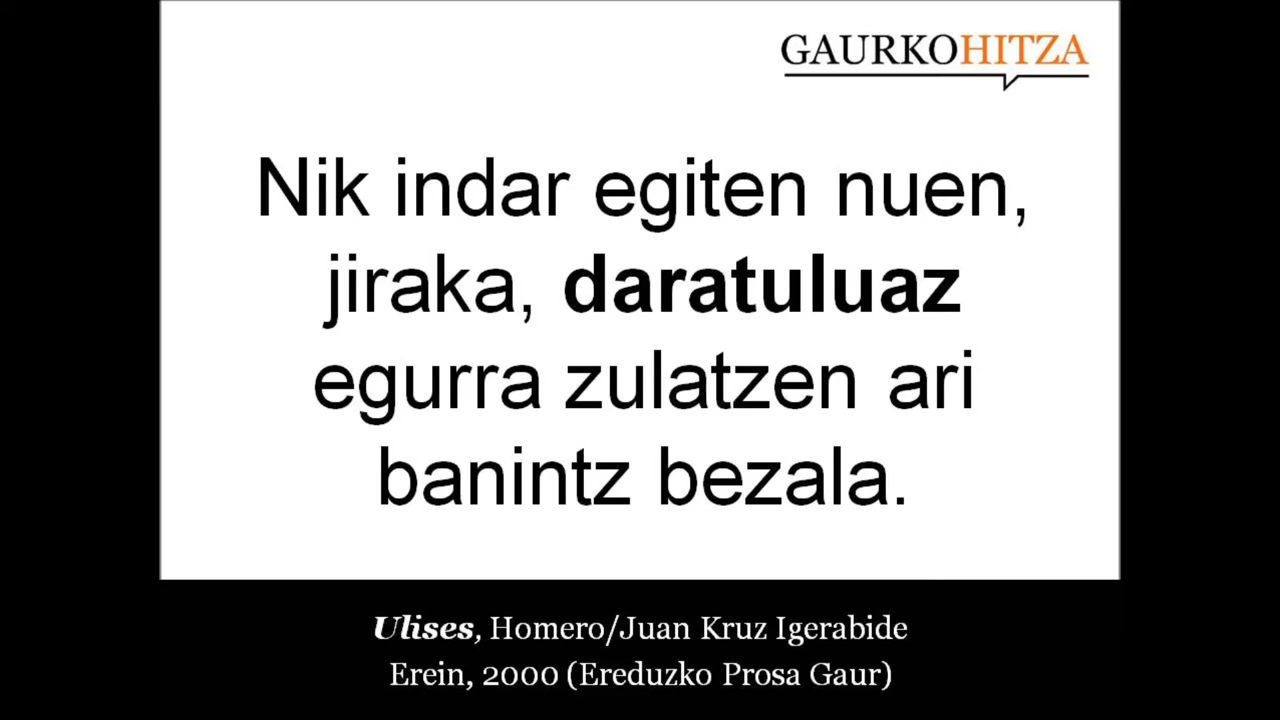 GAURKOHITZA
Nik indar egiten nuen,
jiraka, daratuluaz
egurra zulatzen ari
banintz bezala.
Ulises, Homero/Juan Kruz Igerabide
Erein, 2000 (Ereduzko Prosa Gaur)